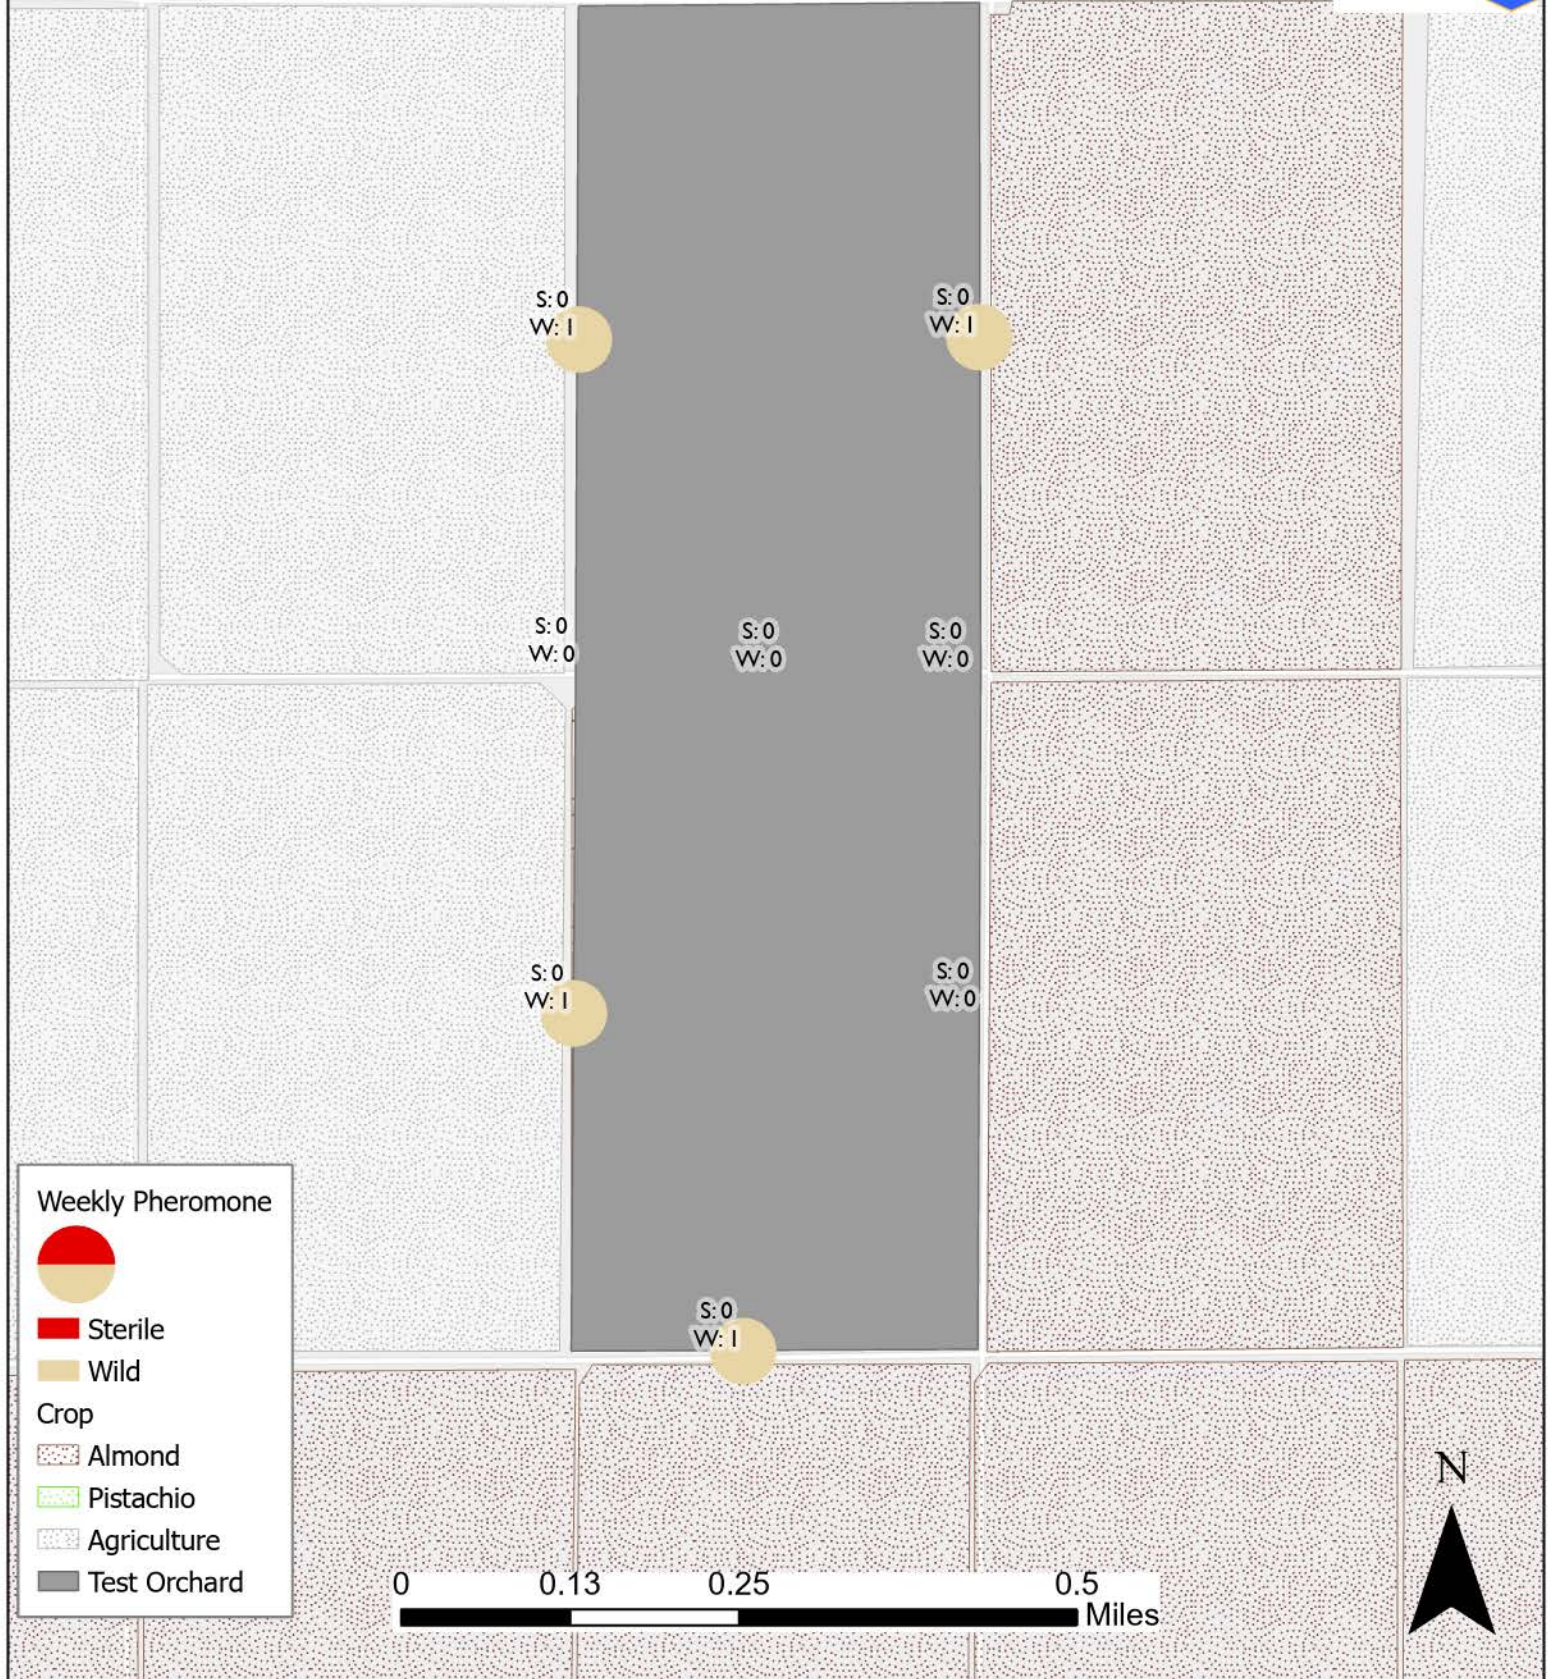 S: 0
W: 1
S: 0
W: 1
S: 0
W: 0
S: 0
W: 0
S: 0
W: 0
S: 0
W: 1
S: 0
W: 0
S: 0
W: 1
Weekly Pheromone
Sterile
Wild
Crop
Almond
Pistachio
Agriculture
Test Orchard
0 0.13 0.25 0.5
Miles
N